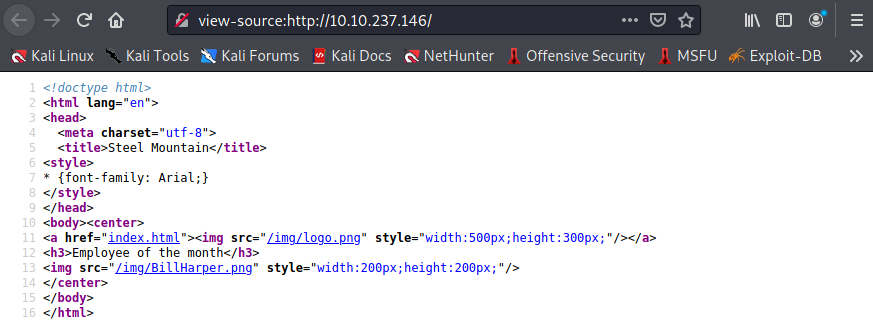 view-source:http://10.10.237.146/
Kali Linux Kali Tools Kali Forums Kali Docs NetHunter Offensive Security MSFU Exploit-DB
1 <!doctype html>
2 <html lang="en">
3 <head>
4 <meta charset="utf-8">
5 <title>Steel Mountain</title>
6 <style>
7 * {font-family: Arial;}
8 </style>
9 </head>
10 <body><center>
11 <a href="index.html"><img src="/img/logo.png" style="width:500px;height:300px;"/></a>
12 <h3>Employee of the month</h3>
13 <img src="/img/BillHarper.png" style="width:200px;height:200px;"/>
14 </center>
15 </body>
16 </html>